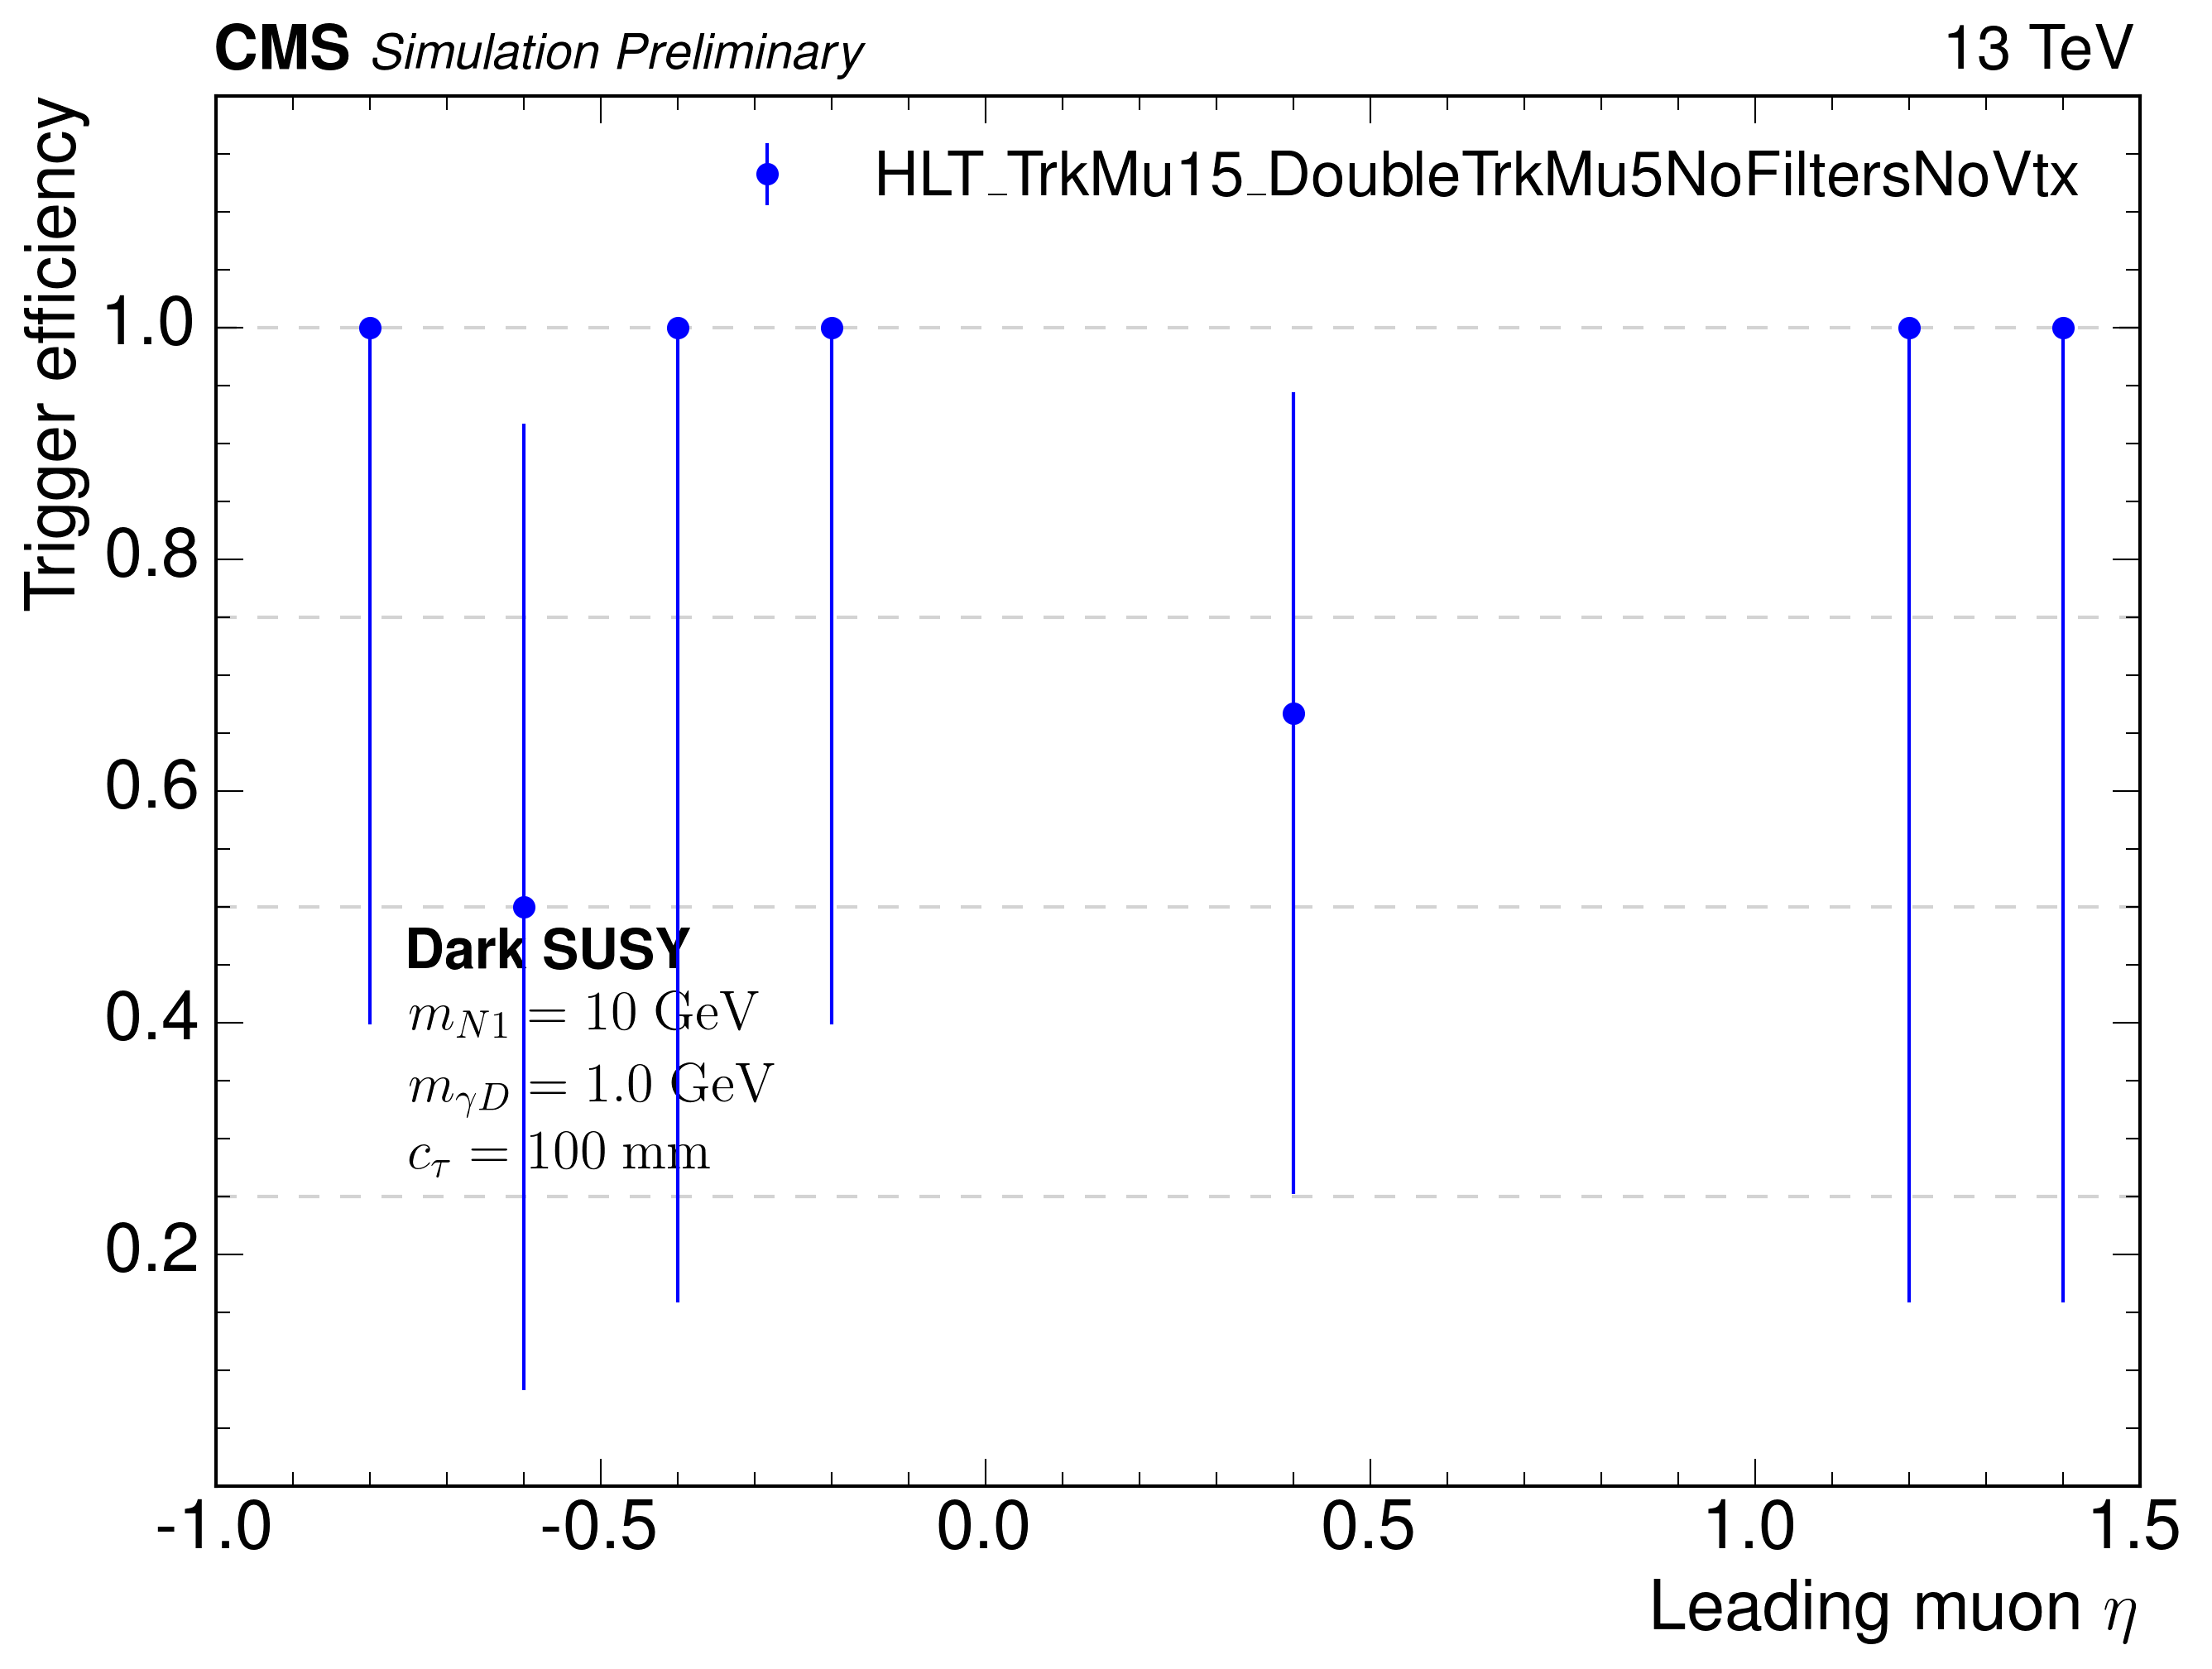 CMS Simulation Preliminary 13 TeV
HLT_TrkMu15_DoubleTrkMu5NoFiltersNoVtx
Trigger efficiency
1.0
0.8
0.6
0.4
0.2
Dark SUSY
m_{N1} = 10 GeV
m_{γD} = 1.0 GeV
c_τ = 100 mm
-1.0 -0.5 0.0 0.5 1.0 1.5
Leading muon η